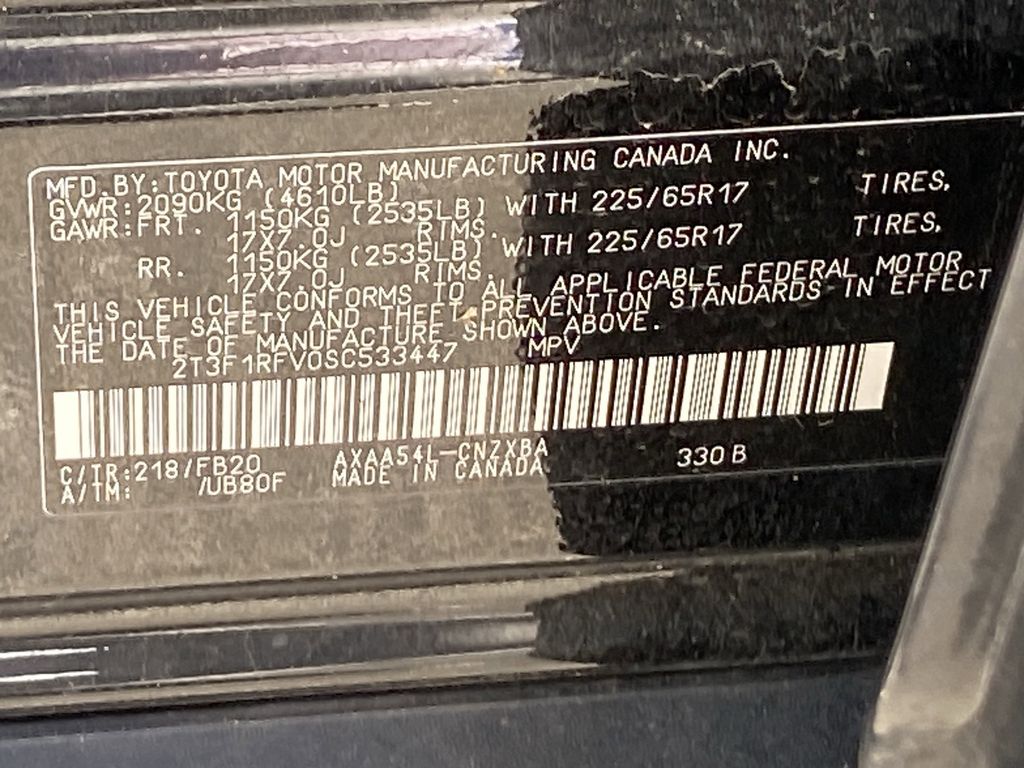 MFD. BY: TOYOTA MOTOR MANUFACTURING CANADA INC.
GVWR: 2090KG (4610LB)
GAWR: FRT. 1150KG (2535LB) WITH 225/65R17 TIRES,
17X7.0J RIMS.
RR. 1150KG (2535LB) WITH 225/65R17 TIRES,
17X7.0J RIMS.
THIS VEHICLE CONFORMS TO ALL APPLICABLE FEDERAL MOTOR
VEHICLE SAFETY AND THEFT PREVENTION STANDARDS IN EFFECT
THE DATE OF MANUFACTURE SHOWN ABOVE.
2T3F1RFV0SC533447 MPV
C/TR: 218/FB20 AXAA54L-CNZXBA 330B
A/TM: /UB80F MADE IN CANADA